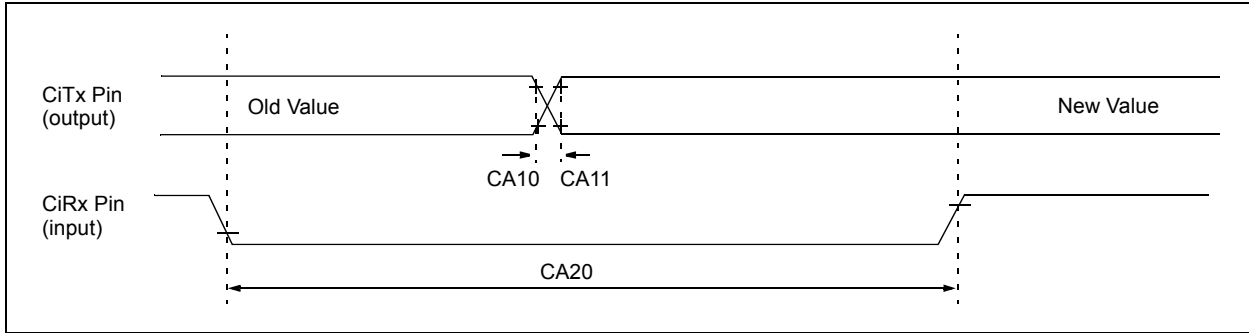 CiTx Pin
(output)
Old Value
New Value
CA10 CA11
CiRx Pin
(input)
CA20